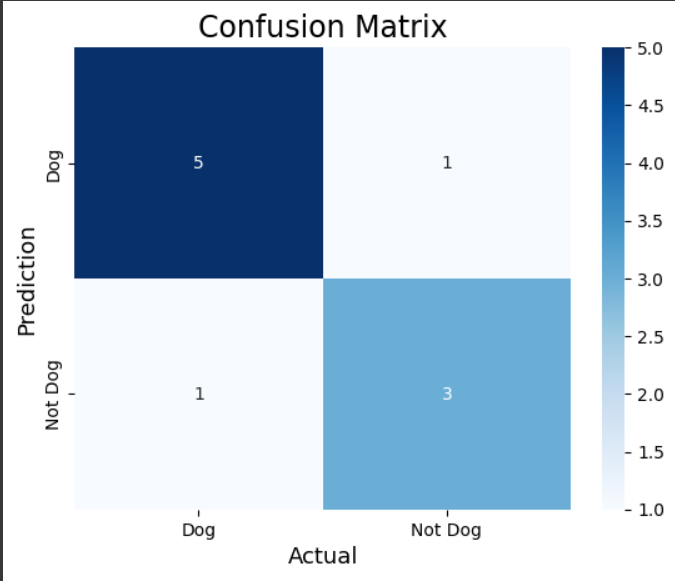 Confusion Matrix
Prediction
Dog
5
1
Not Dog
1
3
Dog
Not Dog
Actual
5.0
4.5
4.0
3.5
3.0
2.5
2.0
1.5
1.0